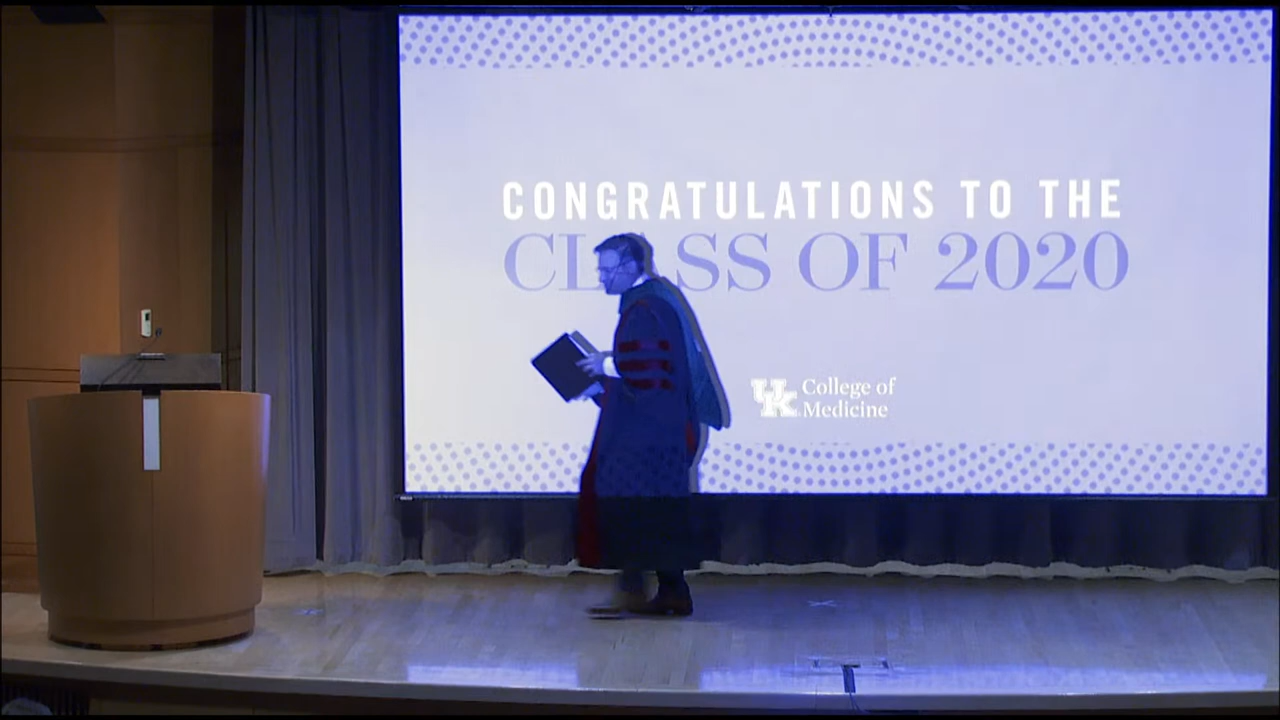 CONGRATULATIONS TO THE
CLASS OF 2020
UK College of
Medicine